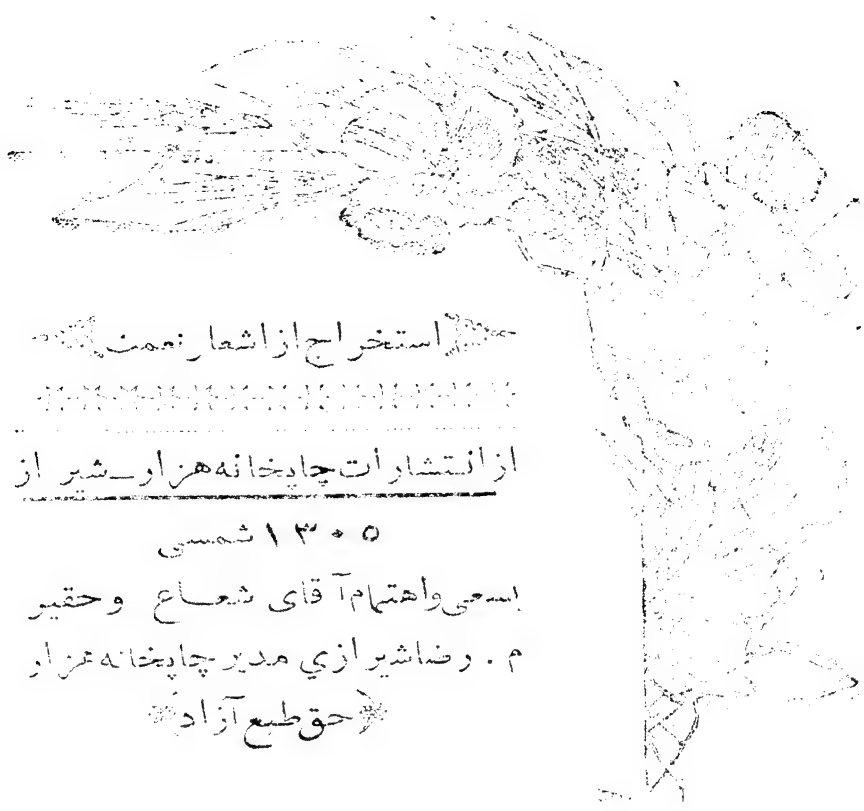 استخراج از اشعار نعمت
از انتشارات چاپخانه هزار ـ شیراز
۱۳۰۵ شمسی
بسعی و اهتمام آقای شعاع و حقیر
م . رضا شیرازي مدیر چاپخانه هزار
حق طبع آزاد